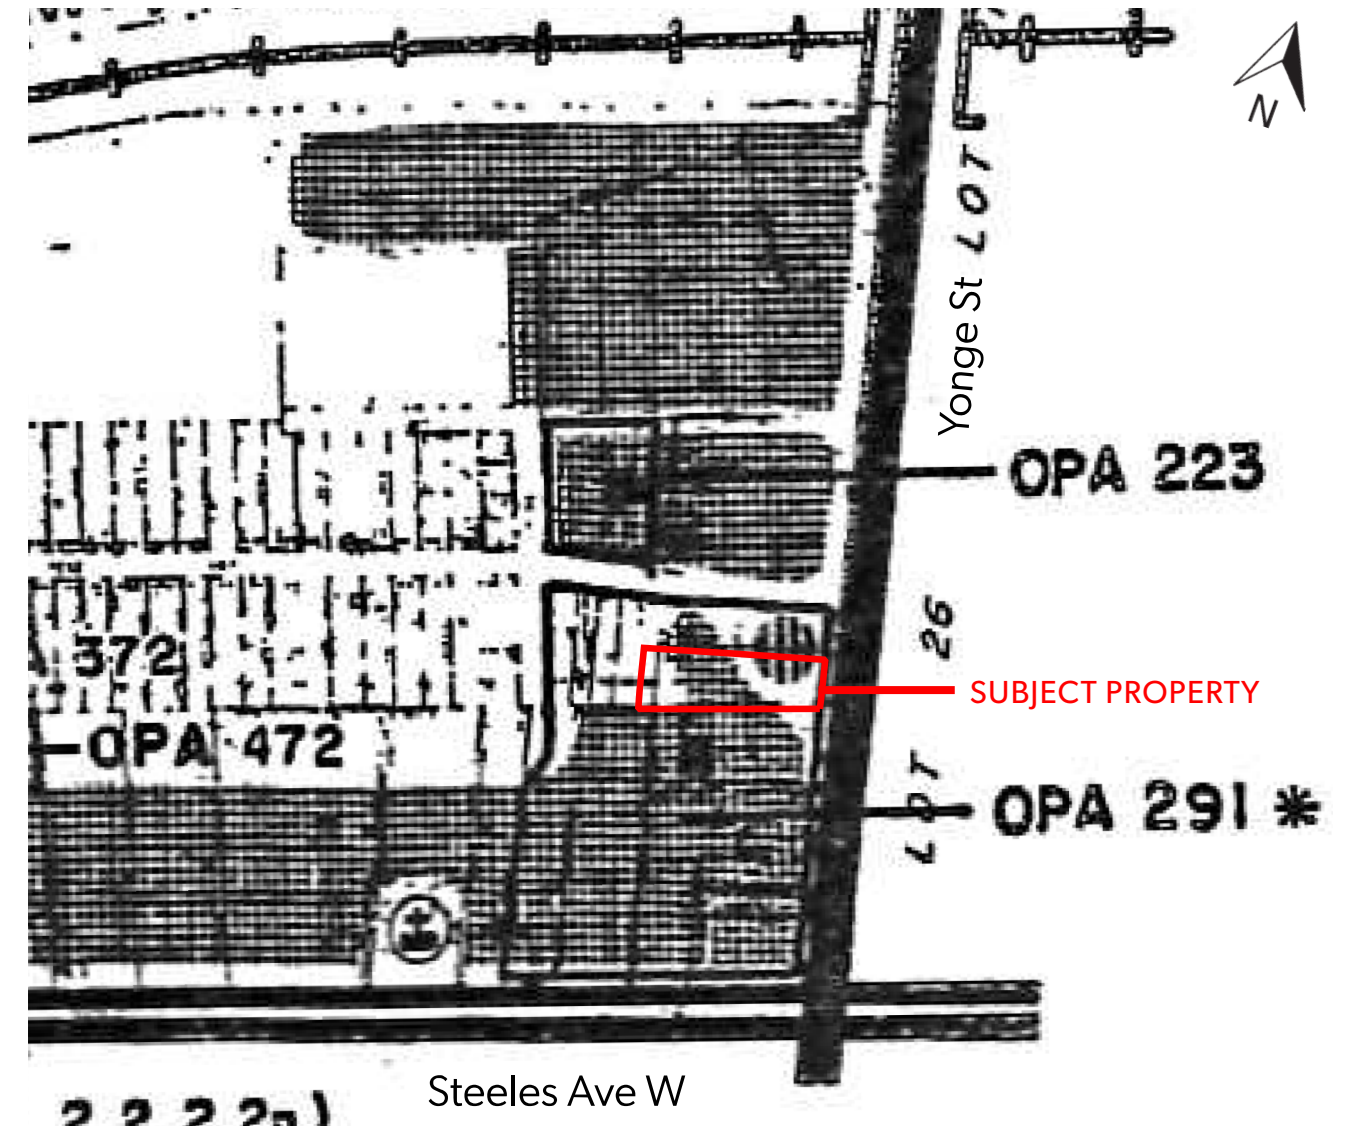 N
LOT
Yonge St
OPA 223
26
372
SUBJECT PROPERTY
-OPA 472
LOT
OPA 291 *
Steeles Ave W